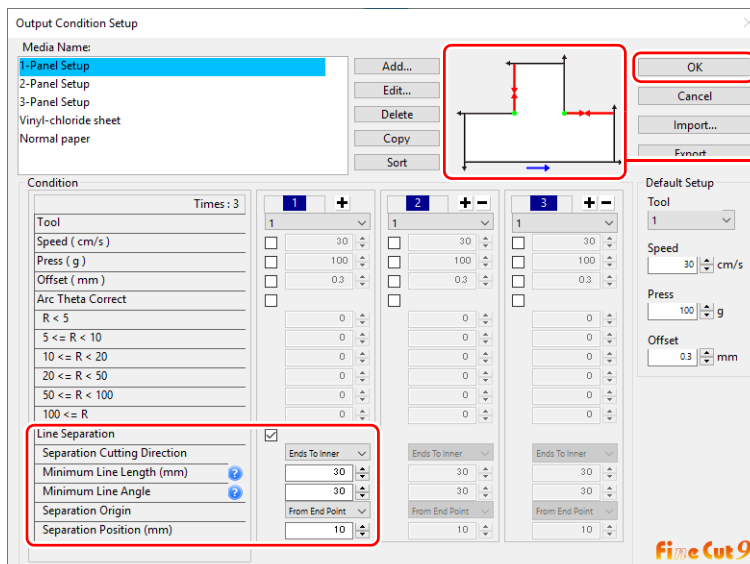 Output Condition Setup
Media Name:
1-Panel Setup
2-Panel Setup
3-Panel Setup
Vinyl-chloride sheet
Normal paper
Add...
Edit...
Delete
Copy
Sort
OK
Cancel
Import...
Export...
Condition
Times : 3
1 + 2 + − 3 + −
Tool 1 1 1
Speed ( cm/s ) 30 30 30
Press ( g ) 100 100 100
Offset ( mm ) 0.3 0.3 0.3
Arc Theta Correct
R < 5 0 0 0
5 <= R < 10 0 0 0
10 <= R < 20 0 0 0
20 <= R < 50 0 0 0
50 <= R < 100 0 0 0
100 <= R 0 0 0
Line Separation
Separation Cutting Direction Ends To Inner Ends To Inner Ends To Inner
Minimum Line Length (mm) ? 30 30 30
Minimum Line Angle ? 30 30 30
Separation Origin From End Point From End Point From End Point
Separation Position (mm) 10 10 10
Default Setup
Tool
1
Speed
30 cm/s
Press
100 g
Offset
0.3 mm
Fine Cut 9